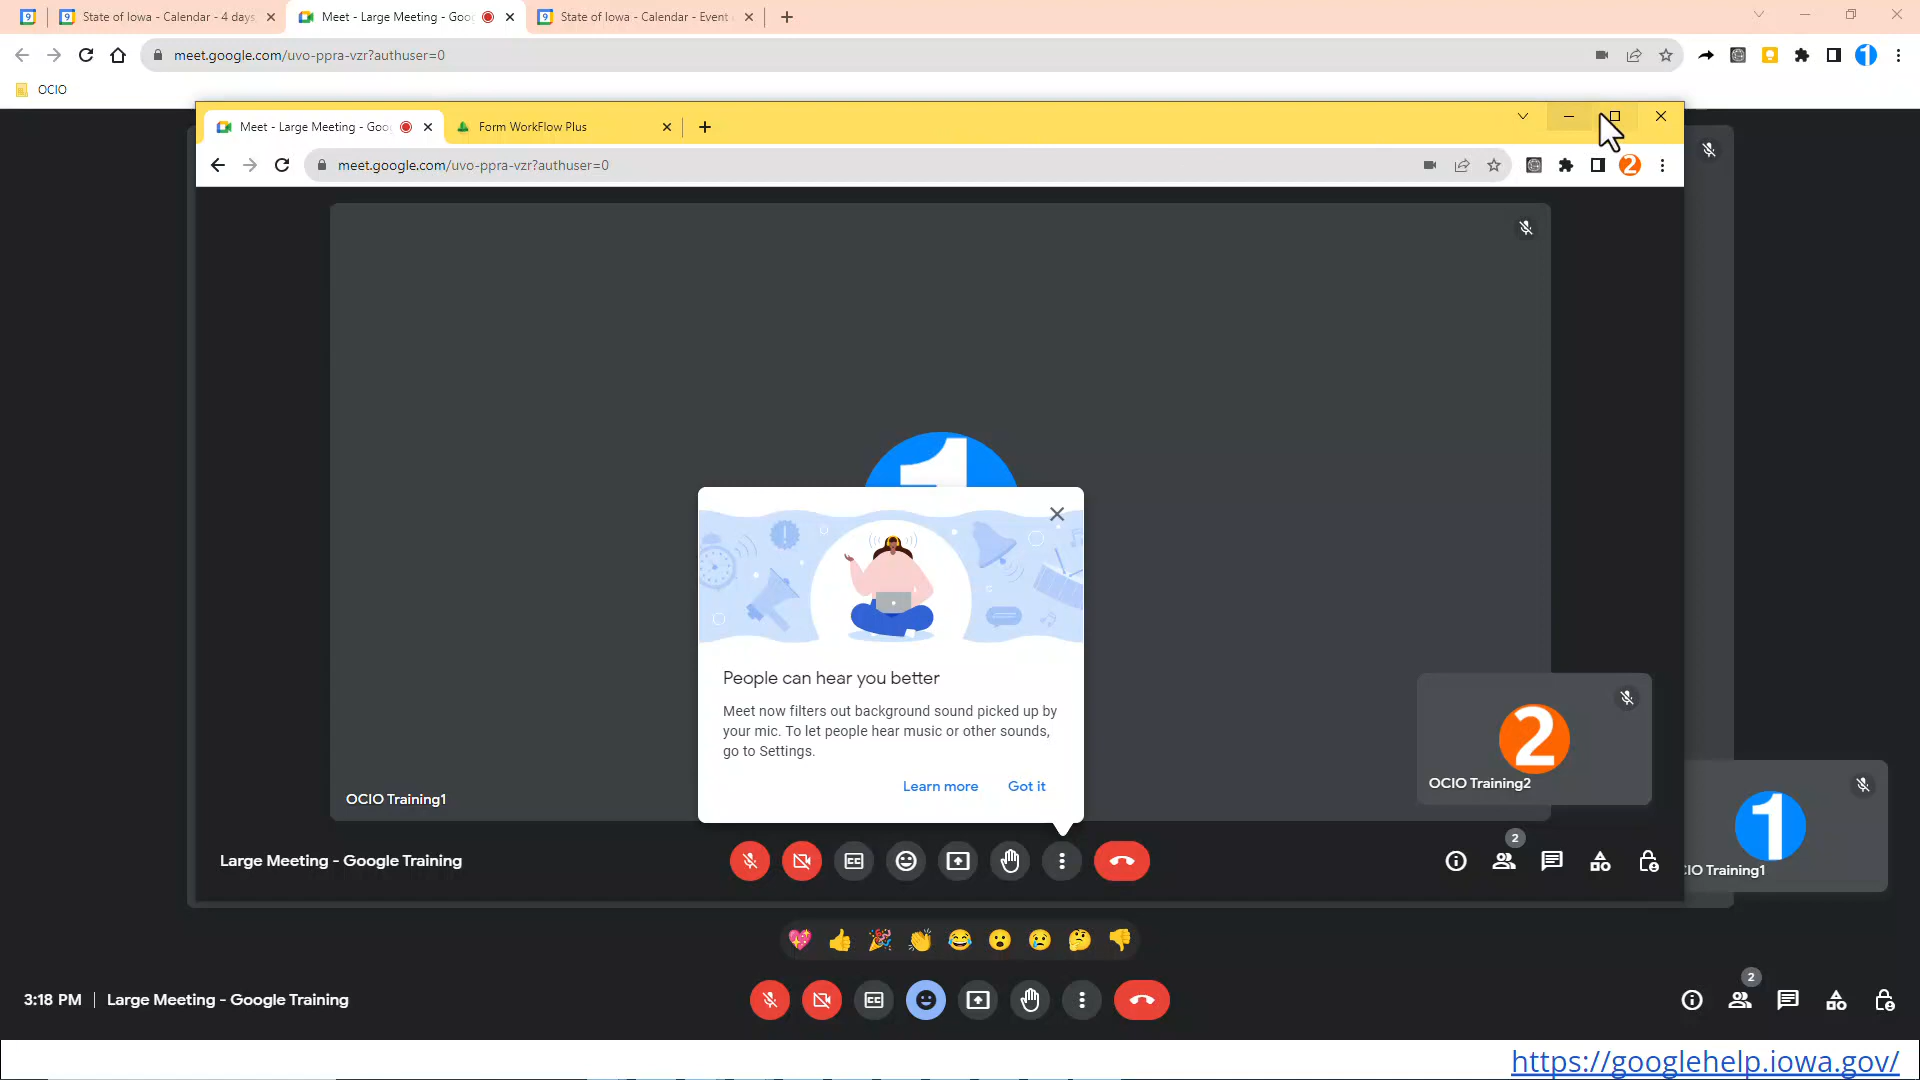 State of Iowa - Calendar - 4 days,
Meet - Large Meeting - Goo
State of Iowa - Calendar - Event
meet.google.com/uvo-ppra-vzr?authuser=0
OCIO
Meet - Large Meeting - Goo
Form WorkFlow Plus
meet.google.com/uvo-ppra-vzr?authuser=0
People can hear you better
Meet now filters out background sound picked up by
your mic. To let people hear music or other sounds,
go to Settings.
Learn more Got it
OCIO Training1
2
OCIO Training2
1
CIO Training1
Large Meeting - Google Training
2
3:18 PM | Large Meeting - Google Training
2
https://googlehelp.iowa.gov/